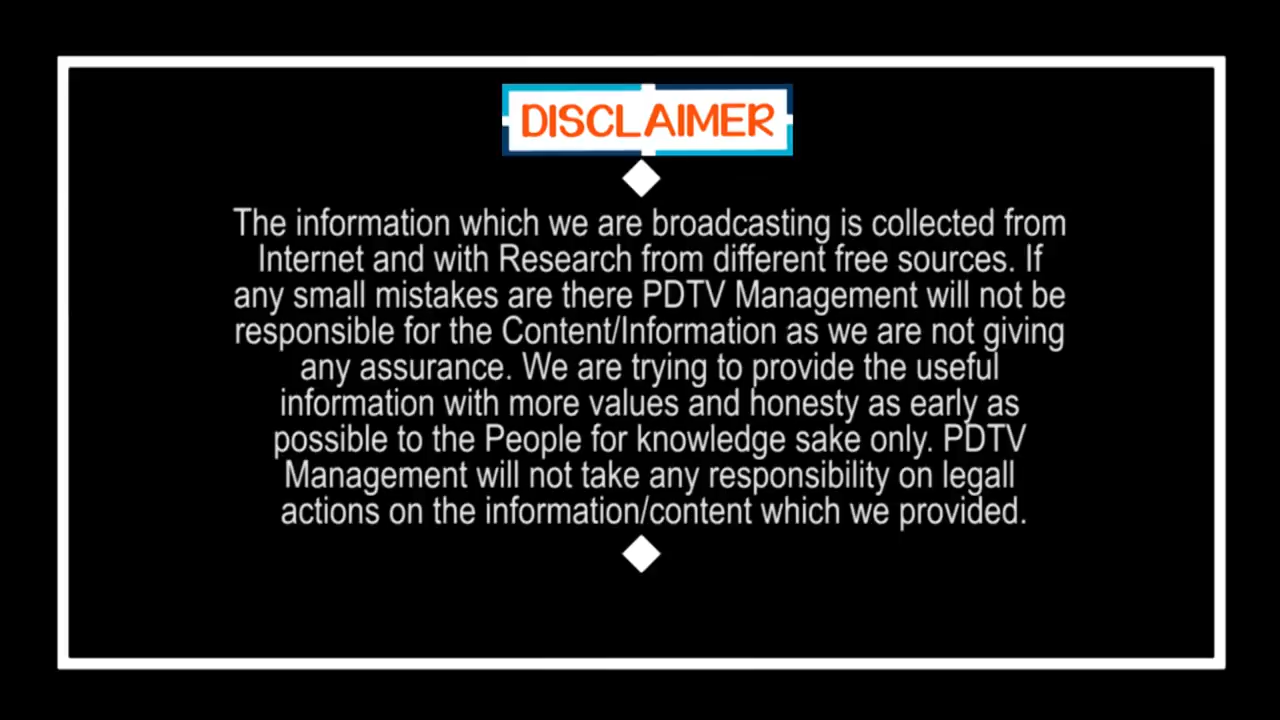 DISCLAIMER
The information which we are broadcasting is collected from
Internet and with Research from different free sources. If
any small mistakes are there PDTV Management will not be
responsible for the Content/Information as we are not giving
any assurance. We are trying to provide the useful
information with more values and honesty as early as
possible to the People for knowledge sake only. PDTV
Management will not take any responsibility on legall
actions on the information/content which we provided.